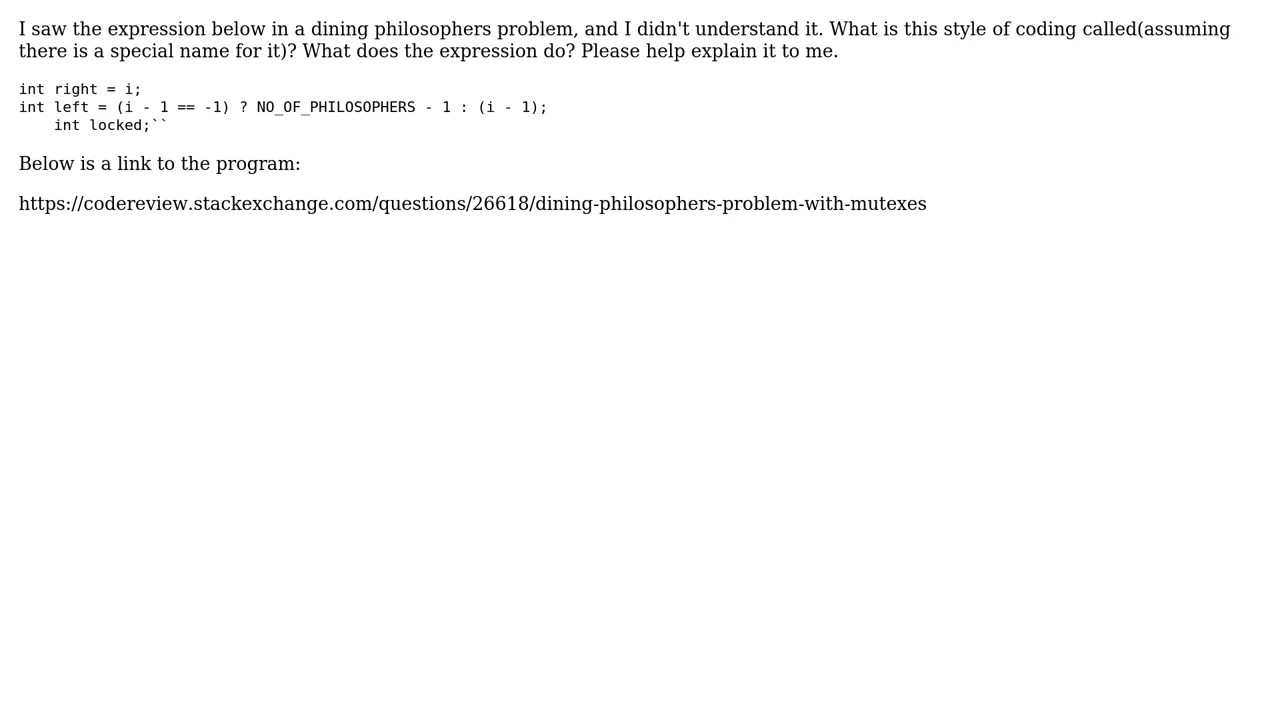 I saw the expression below in a dining philosophers problem, and I didn't understand it. What is this style of coding called(assuming
there is a special name for it)? What does the expression do? Please help explain it to me.
int right = i;
int left = (i - 1 == -1) ? NO_OF_PHILOSOPHERS - 1 : (i - 1);
    int locked;``
Below is a link to the program:
https://codereview.stackexchange.com/questions/26618/dining-philosophers-problem-with-mutexes